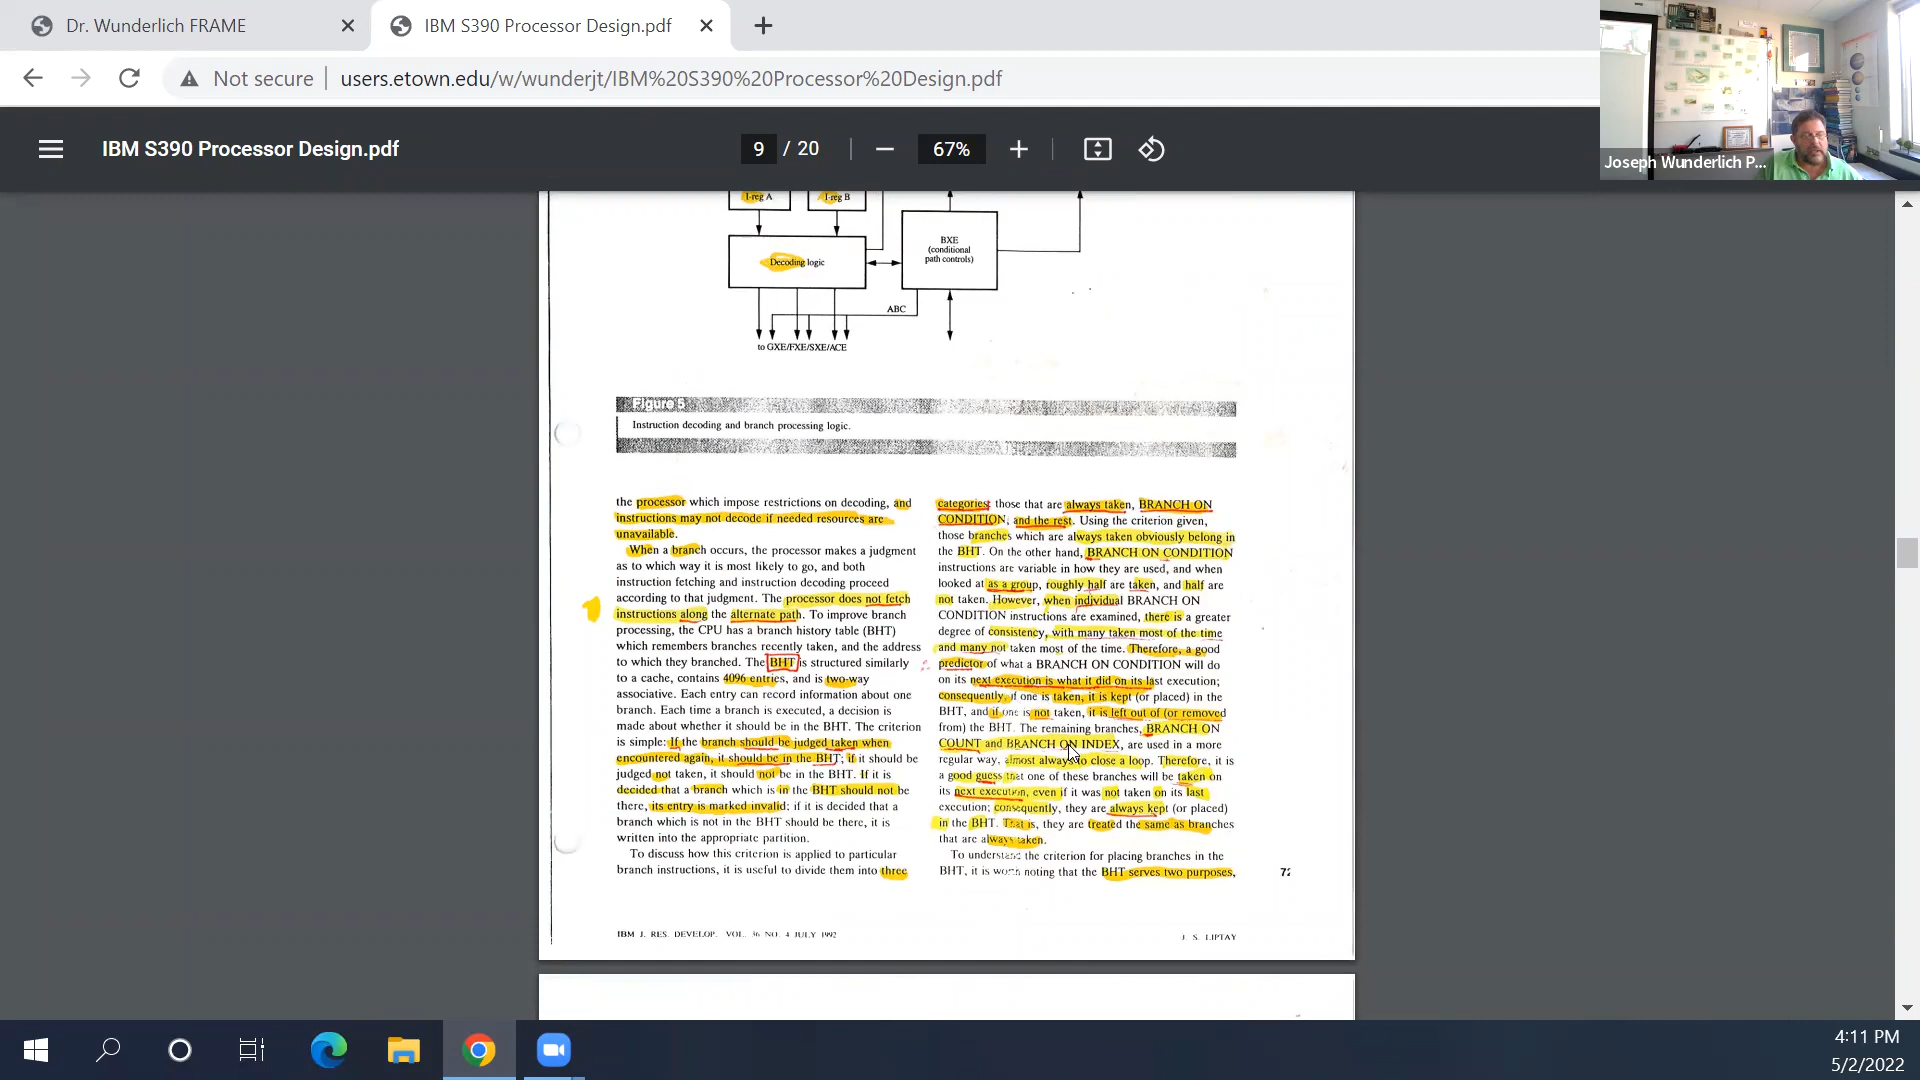 Dr. Wunderlich FRAME
IBM S390 Processor Design.pdf
Not secure
users.etown.edu/w/wunderjt/IBM%20S390%20Processor%20Design.pdf
Joseph Wunderlich P...
IBM S390 Processor Design.pdf
9 / 20
67%
I-reg A
I-reg B
Decoding logic
BXE
(conditional
path controls)
ABC
to GXE/FXE/SXE/ACE
Figure 5
Instruction decoding and branch processing logic.
the processor which impose restrictions on decoding, and
instructions may not decode if needed resources are
unavailable.
When a branch occurs, the processor makes a judgment
as to which way it is most likely to go, and both
instruction fetching and instruction decoding proceed
according to that judgment. The processor does not fetch
instructions along the alternate path. To improve branch
processing, the CPU has a branch history table (BHT)
which remembers branches recently taken, and the address
to which they branched. The BHT is structured similarly
to a cache, contains 4096 entries, and is two-way
associative. Each entry can record information about one
branch. Each time a branch is executed, a decision is
made about whether it should be in the BHT. The criterion
is simple: If the branch should be judged taken when
encountered again, it should be in the BHT; if it should be
judged not taken, it should not be in the BHT. If it is
decided that a branch which is in the BHT should not be
there, its entry is marked invalid; if it is decided that a
branch which is not in the BHT should be there, it is
written into the appropriate partition.
To discuss how this criterion is applied to particular
branch instructions, it is useful to divide them into three
categories: those that are always taken, BRANCH ON
CONDITION, and the rest. Using the criterion given,
those branches which are always taken obviously belong in
the BHT. On the other hand, BRANCH ON CONDITION
instructions are variable in how they are used, and when
looked at as a group, roughly half are taken, and half are
not taken. However, when individual BRANCH ON
CONDITION instructions are examined, there is a greater
degree of consistency, with many taken most of the time
and many not taken most of the time. Therefore, a good
predictor of what a BRANCH ON CONDITION will do
on its next execution is what it did on its last execution;
consequently, if one is taken, it is kept (or placed) in the
BHT, and if one is not taken, it is left out of (or removed
from) the BHT. The remaining branches, BRANCH ON
COUNT and BRANCH ON INDEX, are used in a more
regular way, almost always to close a loop. Therefore, it is
a good guess that one of these branches will be taken on
its next execution, even if it was not taken on its last
execution; consequently, they are always kept (or placed)
in the BHT. That is, they are treated the same as branches
that are always taken.
To understand the criterion for placing branches in the
BHT, it is worth noting that the BHT serves two purposes,
72
IBM J. RES. DEVELOP. VOL. 36 NO. 4 JULY 1992
J. S. LIPTAY
4:11 PM
5/2/2022